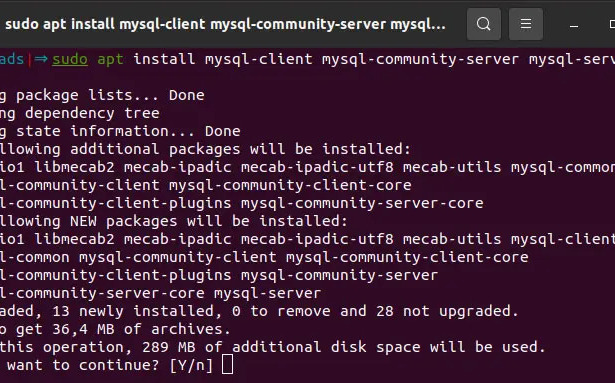 sudo apt install mysql-client mysql-community-server mysql...
ads|⇒ sudo apt install mysql-client mysql-community-server mysql-serv
g package lists... Done
ng dependency tree
g state information... Done
llowing additional packages will be installed:
io1 libmecab2 mecab-ipadic mecab-ipadic-utf8 mecab-utils mysql-common
l-community-client mysql-community-client-core
l-community-client-plugins mysql-community-server-core
llowing NEW packages will be installed:
io1 libmecab2 mecab-ipadic mecab-ipadic-utf8 mecab-utils mysql-client
l-common mysql-community-client mysql-community-client-core
l-community-client-plugins mysql-community-server
l-community-server-core mysql-server
aded, 13 newly installed, 0 to remove and 28 not upgraded.
o get 36,4 MB of archives.
this operation, 289 MB of additional disk space will be used.
want to continue? [Y/n]